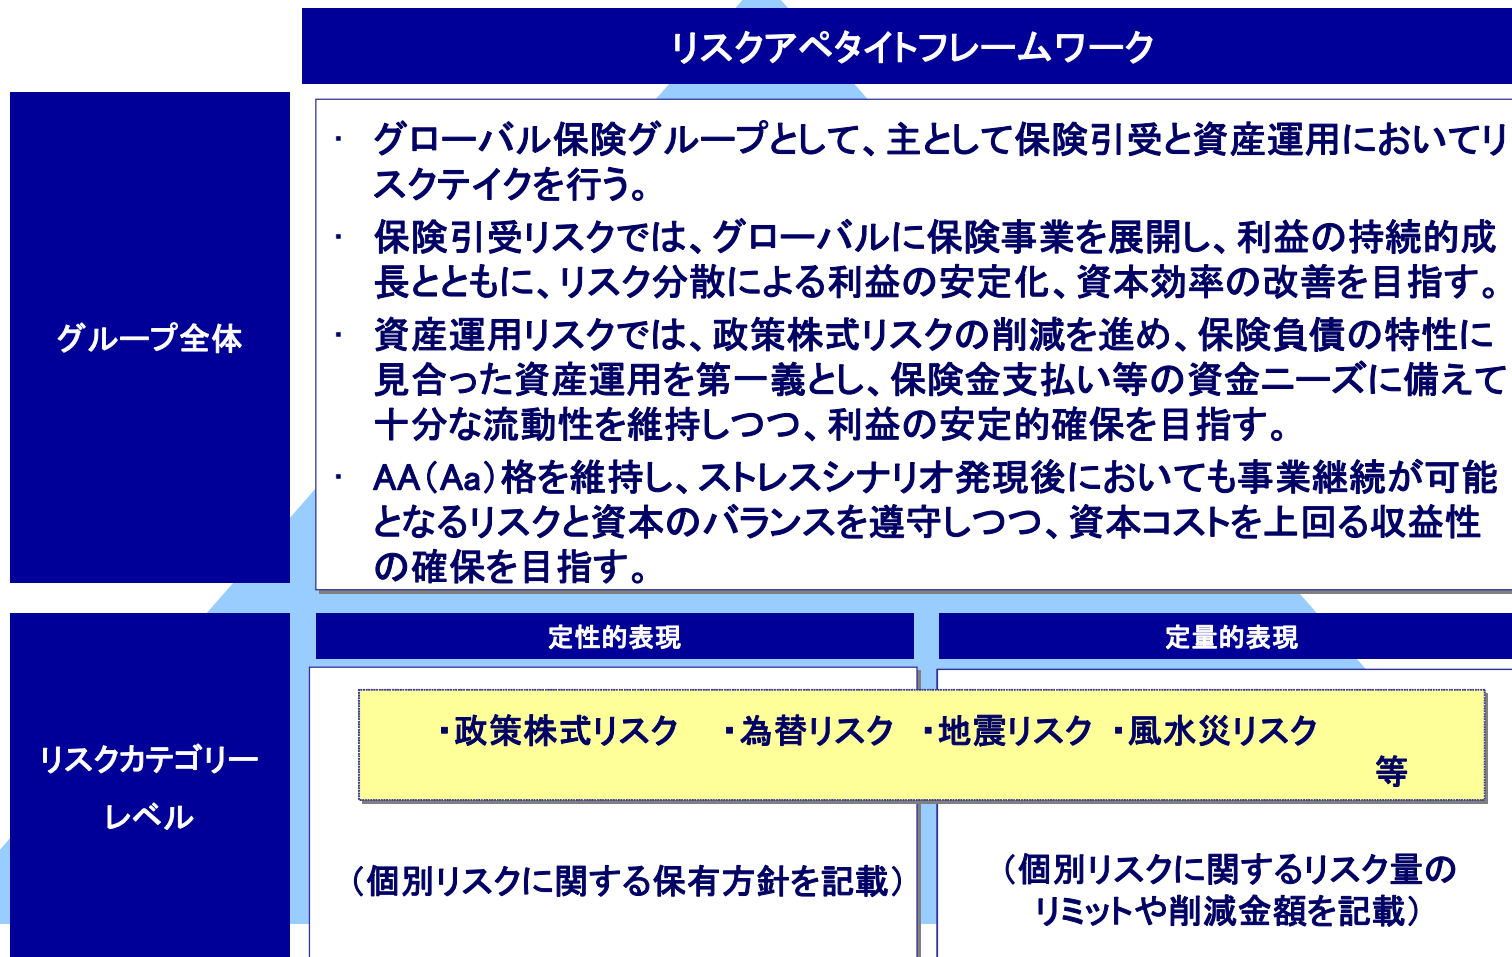 リスクアペタイトフレームワーク
グループ全体
・ グローバル保険グループとして、主として保険引受と資産運用においてリ
スクテイクを行う。
・ 保険引受リスクでは、グローバルに保険事業を展開し、利益の持続的成
長とともに、リスク分散による利益の安定化、資本効率の改善を目指す。
・ 資産運用リスクでは、政策株式リスクの削減を進め、保険負債の特性に
見合った資産運用を第一義とし、保険金支払い等の資金ニーズに備えて
十分な流動性を維持しつつ、利益の安定的確保を目指す。
・ AA(Aa)格を維持し、ストレスシナリオ発現後においても事業継続が可能
となるリスクと資本のバランスを遵守しつつ、資本コストを上回る収益性
の確保を目指す。
リスクカテゴリー
レベル
定性的表現
定量的表現
・政策株式リスク ・為替リスク ・地震リスク ・風水災リスク
等
(個別リスクに関する保有方針を記載)
(個別リスクに関するリスク量の
リミットや削減金額を記載)